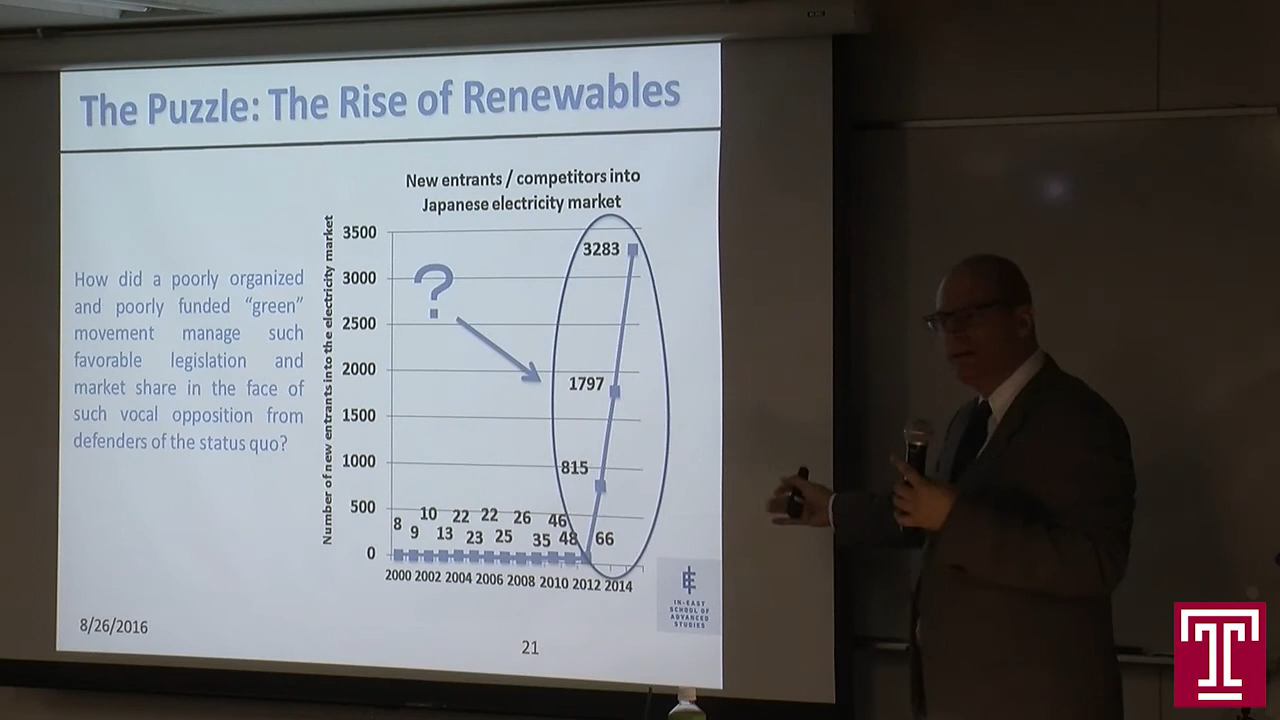 The Puzzle: The Rise of Renewables
New entrants / competitors into
Japanese electricity market
How did a poorly organized
and poorly funded “green”
movement manage such
favorable legislation and
market share in the face of
such vocal opposition from
defenders of the status quo?
Number of new entrants into the electricity market
3500
3000
2500
2000
1500
1000
500
0
?
3283
1797
815
8 9 10 13 22 23 22 25 26 35 46 48 66
2000 2002 2004 2006 2008 2010 2012 2014
IN-EAST
SCHOOL OF
ADVANCED
STUDIES
8/26/2016
21
T